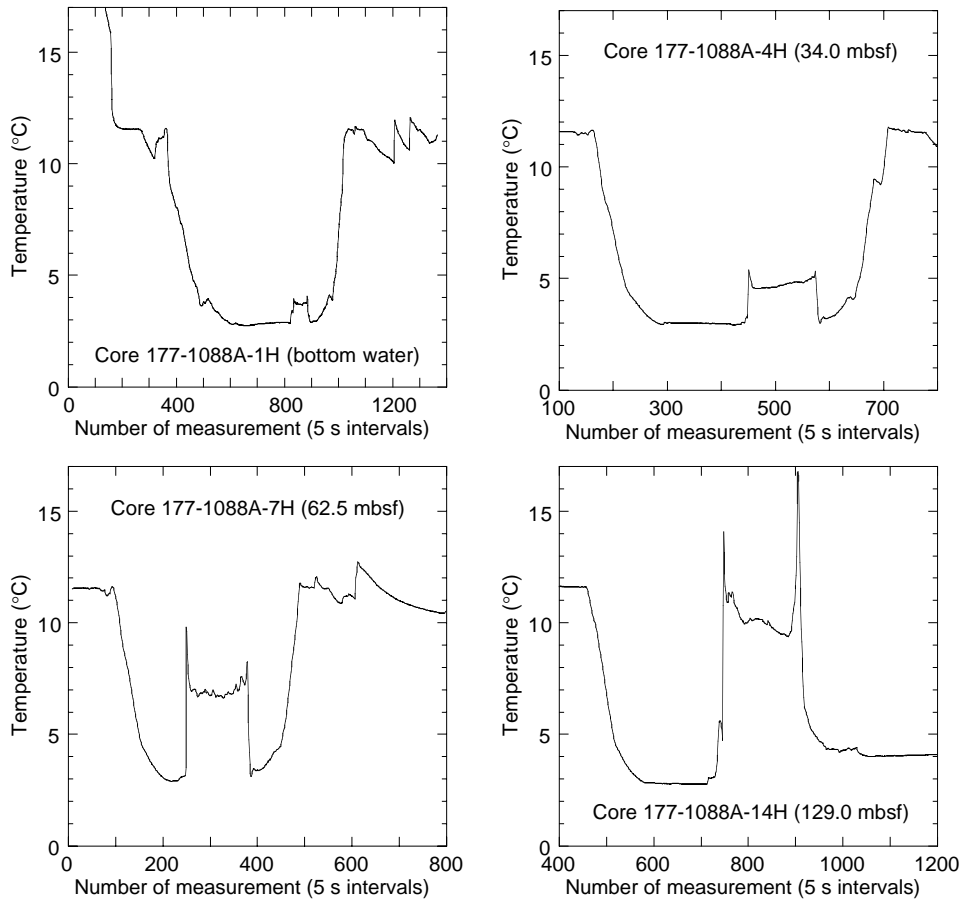 15
10
5
0
Temperature (°C)
Core 177-1088A-1H (bottom water)
0 400 800 1200
Number of measurement (5 s intervals)
15
10
5
0
Temperature (°C)
Core 177-1088A-4H (34.0 mbsf)
100 300 500 700
Number of measurement (5 s intervals)
15
10
5
0
Temperature (°C)
Core 177-1088A-7H (62.5 mbsf)
0 200 400 600 800
Number of measurement (5 s intervals)
15
10
5
0
Temperature (°C)
Core 177-1088A-14H (129.0 mbsf)
400 600 800 1000 1200
Number of measurement (5 s intervals)